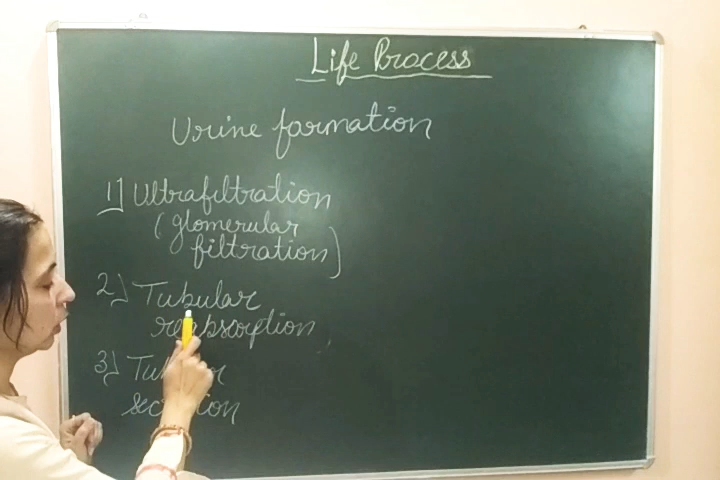 Life Process
Urine formation
1) Ultrafiltration
(glomerular
filtration)
2) Tubular
reabsorption,
3)